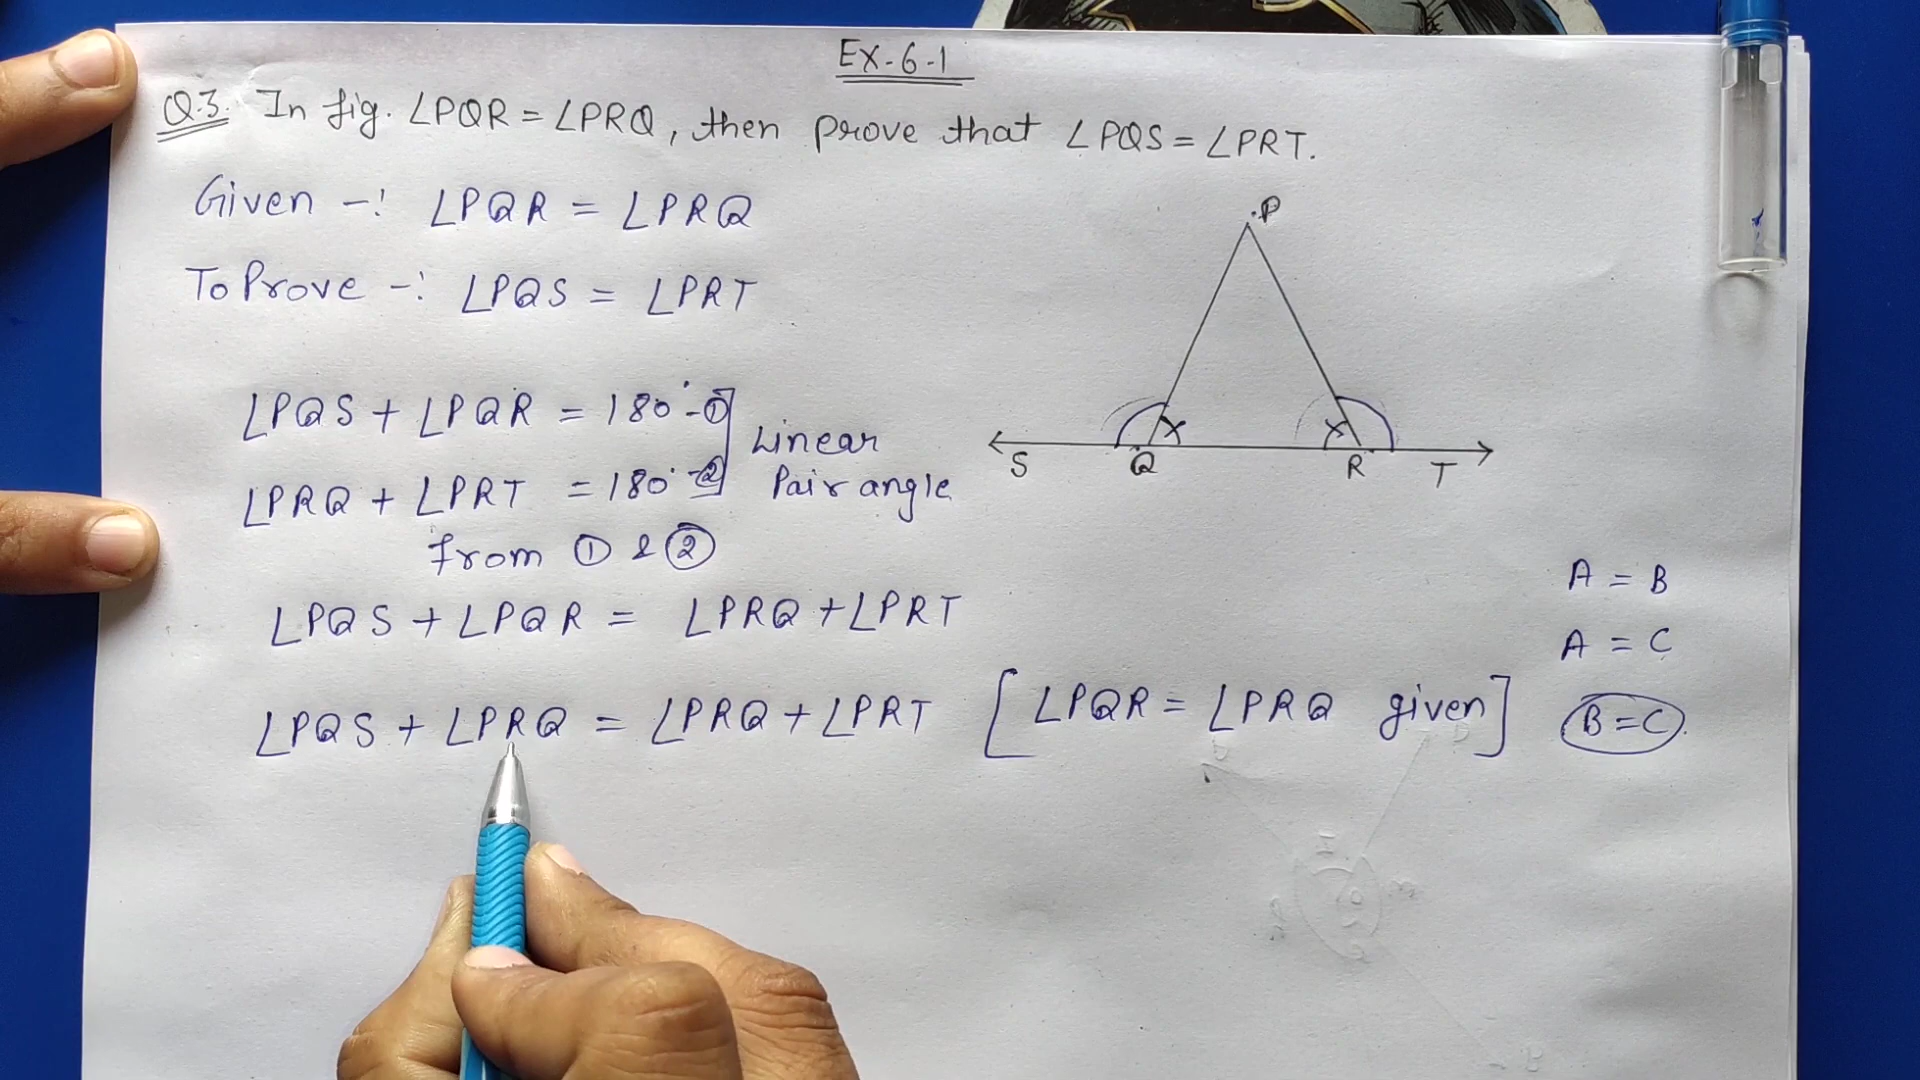 Ex-6-1
Q.3. In fig. ∠PQR = ∠PRQ, then prove that ∠PQS = ∠PRT.
Given -: ∠PQR = ∠PRQ
To Prove -: ∠PQS = ∠PRT
P
S Q R T
∠PQS + ∠PQR = 180° -①
∠PRQ + ∠PRT = 180° -②
Linear
Pair angle
from ① & ②
∠PQS + ∠PQR = ∠PRQ + ∠PRT
∠PQS + ∠PRQ = ∠PRQ + ∠PRT [∠PQR = ∠PRQ given]
A = B
A = C
B = C